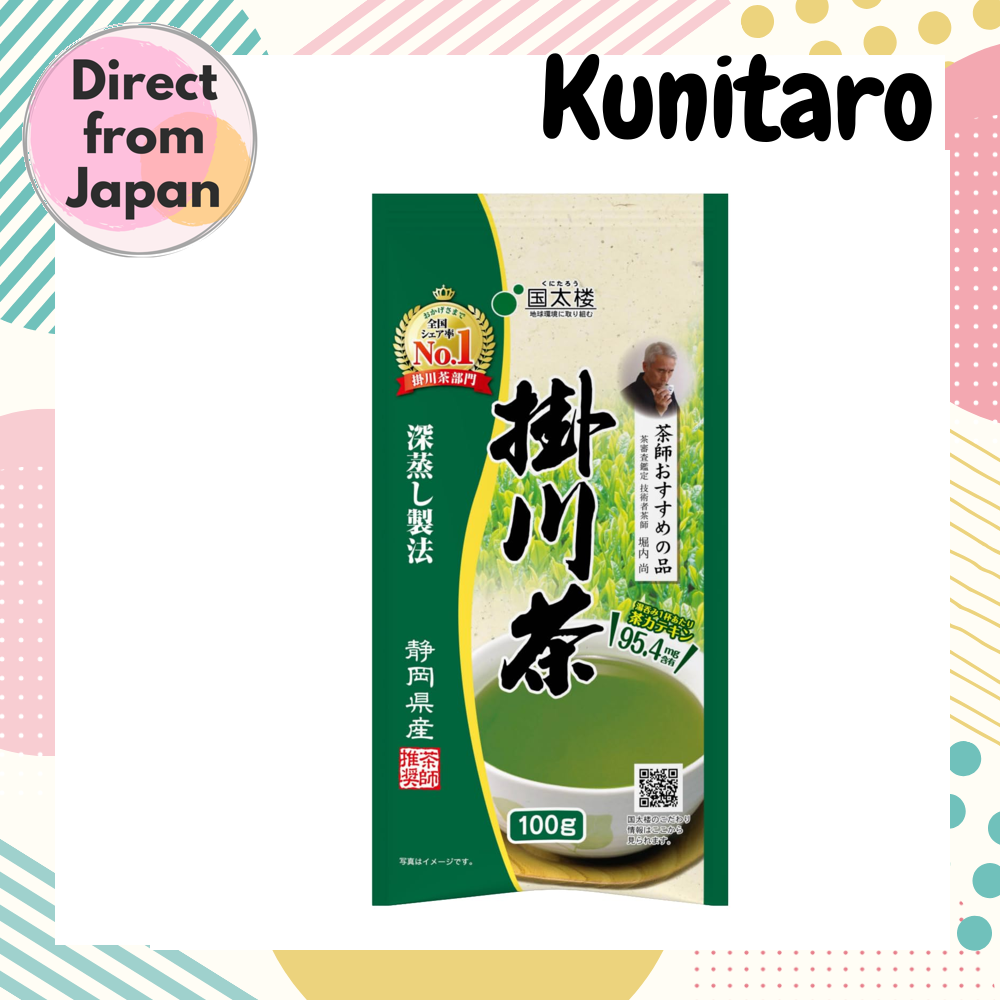 Direct
from
Japan
Kunitaro
くにたろう
国太楼
地球環境に取り組む
おかげさまで
全国
シェア率
No.1
掛川茶部門
掛川茶
茶師おすすめの品
茶審査鑑定 技術者茶師 堀内 尚
深蒸し製法
湯呑み1杯あたり
茶カテキン
95.4mg
含有
静岡県産
茶師
推奨
100g
国太楼のこだわり
情報はここから
見られます。
写真はイメージです。